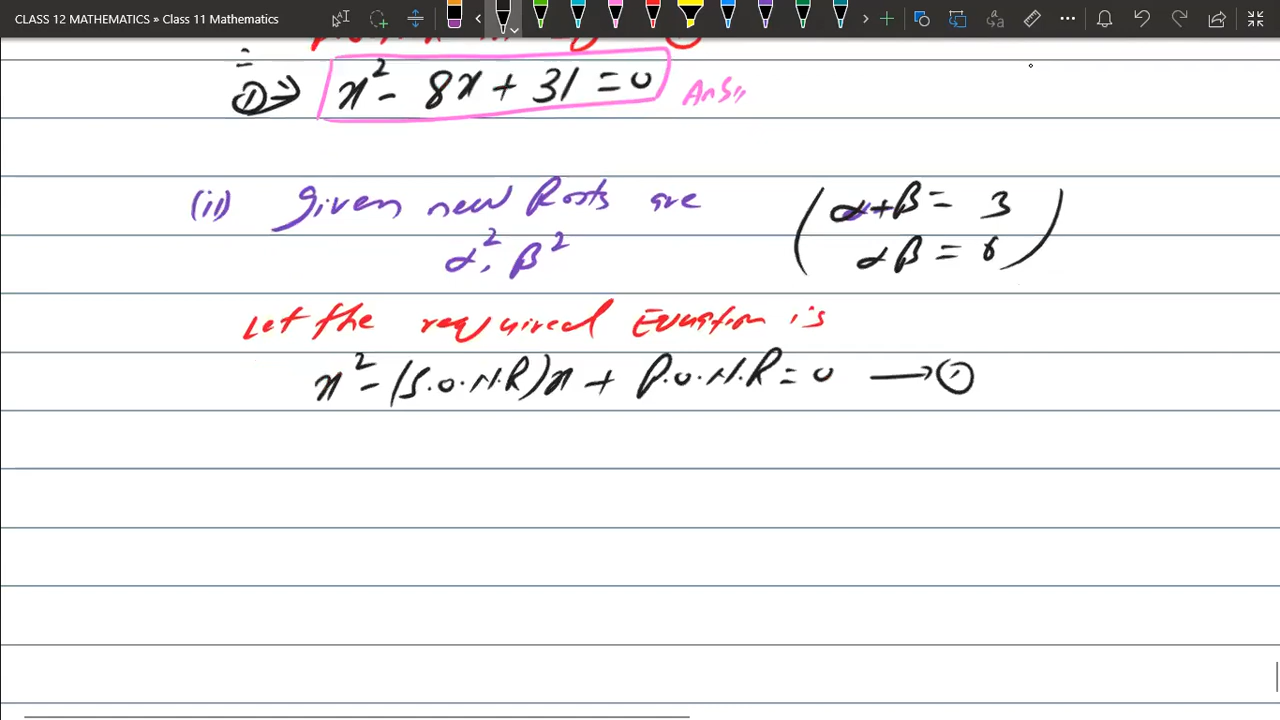 CLASS 12 MATHEMATICS » Class 11 Mathematics
① ⇒ x² - 8x + 31 = 0 Ans,,
(ii) Given new Roots are (α+β = 3
α², β² αβ = 6)
Let the required Equation is
x² - (S.O.N.R)x + P.O.N.R = 0 →①